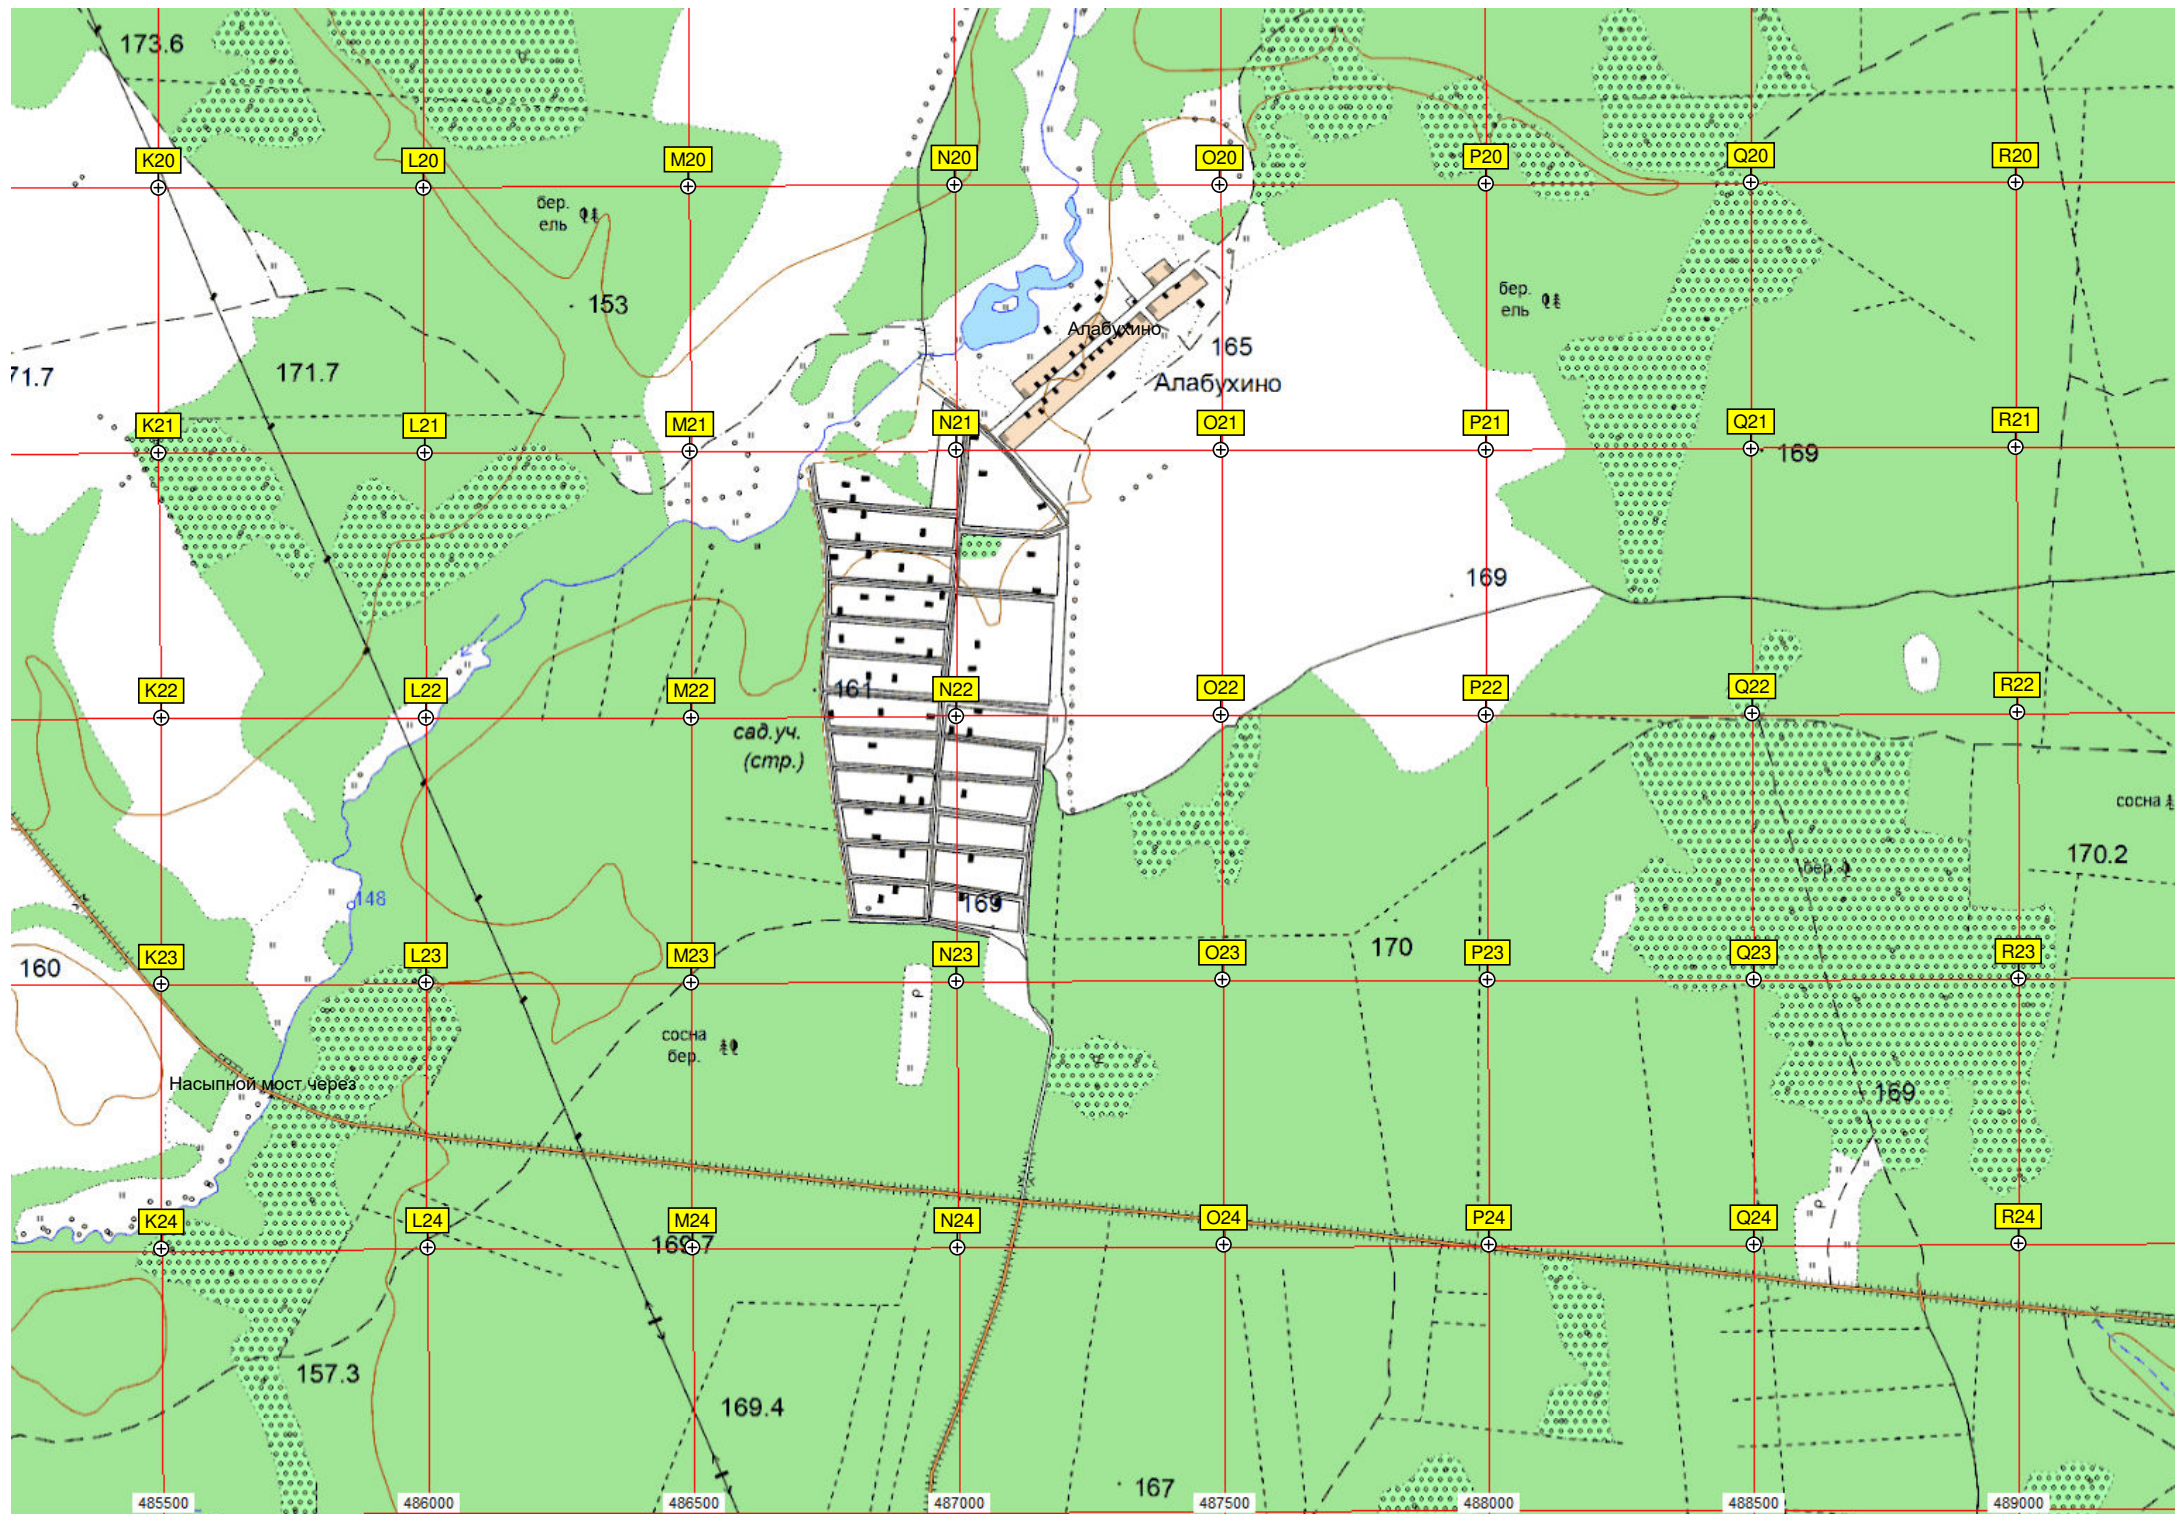 173.6
K20
L20
M20
N20
O20
P20
Q20
R20
бер.
ель
153
бер.
ель
Алабухино
165
71.7
171.7
Алабухино
K21
L21
M21
N21
O21
P21
Q21
R21
169
169
K22
L22
M22
161
N22
O22
P22
Q22
R22
сад.уч.
(стр.)
сосна
170.2
бер.
148
169
170
160
K23
L23
M23
N23
O23
P23
Q23
R23
сосна
бер.
Насыпной мост через
169
K24
L24
M24
N24
O24
P24
Q24
R24
169.7
157.3
169.4
167
485500
486000
486500
487000
487500
488000
488500
489000